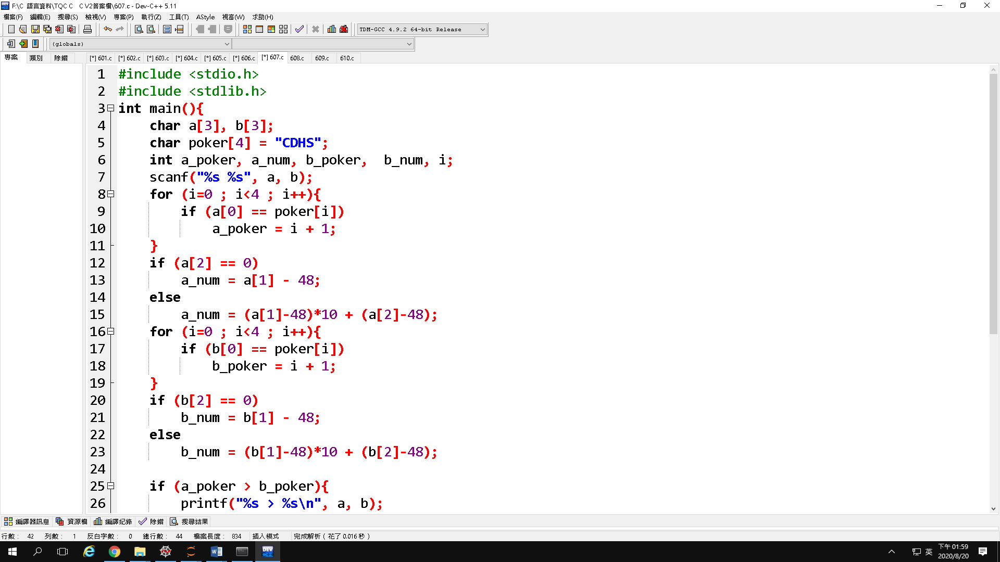 F:\C 語言資料\TQC C   C V2答案檔\607.c - Dev-C++ 5.11
檔案(F) 編輯(E) 搜尋(S) 檢視(V) 專案(P) 執行(Z) 工具(T) AStyle 視窗(W) 求助(H)
TDM-GCC 4.9.2 64-bit Release
(globals)
專案 類別 除錯 [*] 601.c [*] 602.c [*] 603.c [*] 604.c [*] 605.c [*] 606.c [*] 607.c 608.c 609.c 610.c
1 #include <stdio.h>
2 #include <stdlib.h>
3 int main(){
4     char a[3], b[3];
5     char poker[4] = "CDHS";
6     int a_poker, a_num, b_poker,  b_num, i;
7     scanf("%s %s", a, b);
8     for (i=0 ; i<4 ; i++){
9         if (a[0] == poker[i])
10             a_poker = i + 1;
11     }
12     if (a[2] == 0)
13         a_num = a[1] - 48;
14     else
15         a_num = (a[1]-48)*10 + (a[2]-48);
16     for (i=0 ; i<4 ; i++){
17         if (b[0] == poker[i])
18             b_poker = i + 1;
19     }
20     if (b[2] == 0)
21         b_num = b[1] - 48;
22     else
23         b_num = (b[1]-48)*10 + (b[2]-48);
24
25     if (a_poker > b_poker){
26         printf("%s > %s\n", a, b);
編譯器訊息 資源檔 編譯紀錄 除錯 搜尋結果
行數: 42 列數: 1 反白字數: 0 總行數: 44 檔案長度: 834 插入模式 完成解析 ( 花了 0.016 秒 )
DEV C++ 英 下午 01:59
2020/8/20